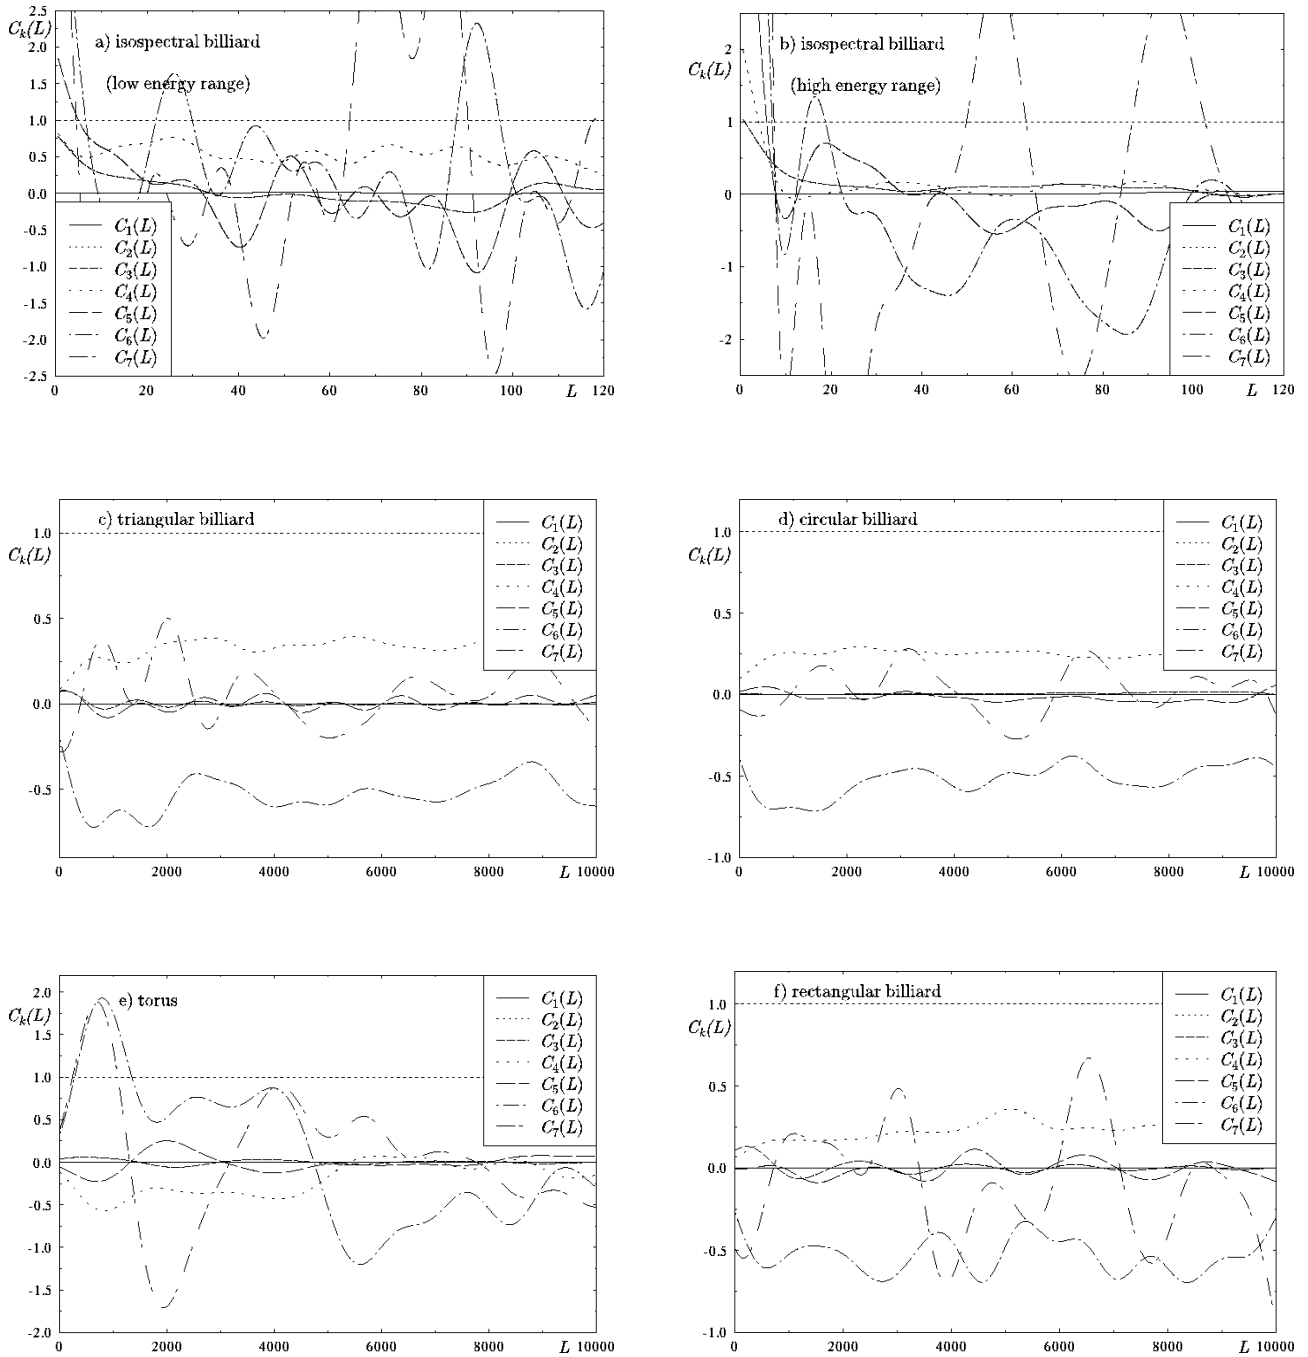 C_k(L)
a) isospectral billiard
(low energy range)
2.5
2.0
1.5
1.0
0.5
0.0
-0.5
-1.0
-1.5
-2.0
-2.5
C_1(L)
C_2(L)
C_3(L)
C_4(L)
C_5(L)
C_6(L)
C_7(L)
0 20 40 60 80 100 L 120
C_k(L)
b) isospectral billiard
(high energy range)
2
1
0
-1
-2
C_1(L)
C_2(L)
C_3(L)
C_4(L)
C_5(L)
C_6(L)
C_7(L)
0 20 40 60 80 100 L 120
c) triangular billiard
C_k(L)
1.0
0.5
0.0
-0.5
C_1(L)
C_2(L)
C_3(L)
C_4(L)
C_5(L)
C_6(L)
C_7(L)
0 2000 4000 6000 8000 L 10000
d) circular billiard
C_k(L)
1.0
0.5
0.0
-0.5
-1.0
C_1(L)
C_2(L)
C_3(L)
C_4(L)
C_5(L)
C_6(L)
C_7(L)
0 2000 4000 6000 8000 L 10000
e) torus
C_k(L)
2.0
1.5
1.0
0.5
0.0
-0.5
-1.0
-1.5
-2.0
C_1(L)
C_2(L)
C_3(L)
C_4(L)
C_5(L)
C_6(L)
C_7(L)
0 2000 4000 6000 8000 L 10000
f) rectangular billiard
C_k(L)
1.0
0.5
0.0
-0.5
-1.0
C_1(L)
C_2(L)
C_3(L)
C_4(L)
C_5(L)
C_6(L)
C_7(L)
0 2000 4000 6000 8000 L 10000